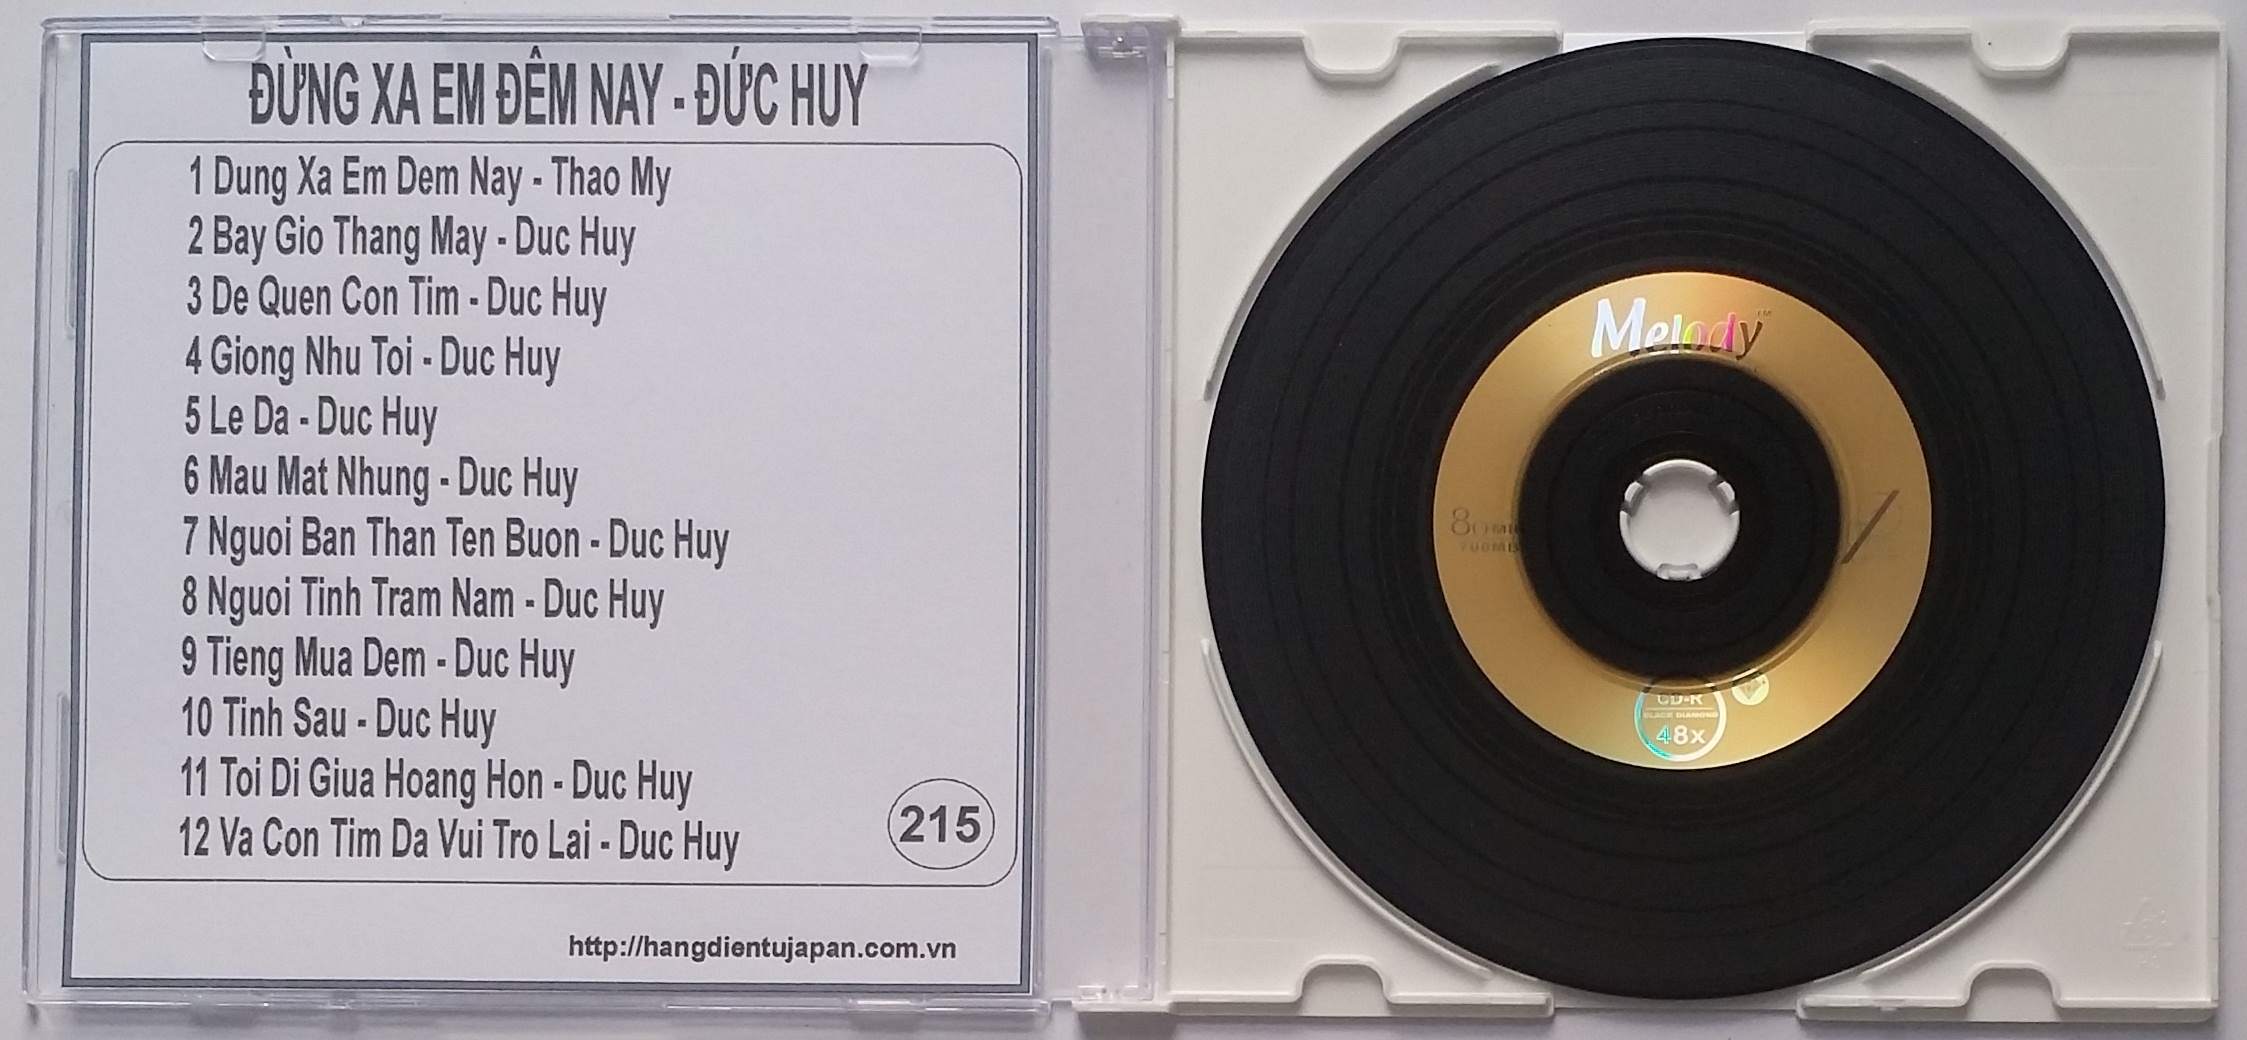 ĐỪNG XA EM ĐÊM NAY - ĐỨC HUY
1 Dung Xa Em Dem Nay - Thao My
2 Bay Gio Thang May - Duc Huy
3 De Quen Con Tim - Duc Huy
4 Giong Nhu Toi - Duc Huy
5 Le Da - Duc Huy
6 Mau Mat Nhung - Duc Huy
7 Nguoi Ban Than Ten Buon - Duc Huy
8 Nguoi Tinh Tram Nam - Duc Huy
9 Tieng Mua Dem - Duc Huy
10 Tinh Sau - Duc Huy
11 Toi Di Giua Hoang Hon - Duc Huy
12 Va Con Tim Da Vui Tro Lai - Duc Huy
215
http://hangdientujapan.com.vn
Melody™
700MB
CD-R
BLACK DIAMOND
48x